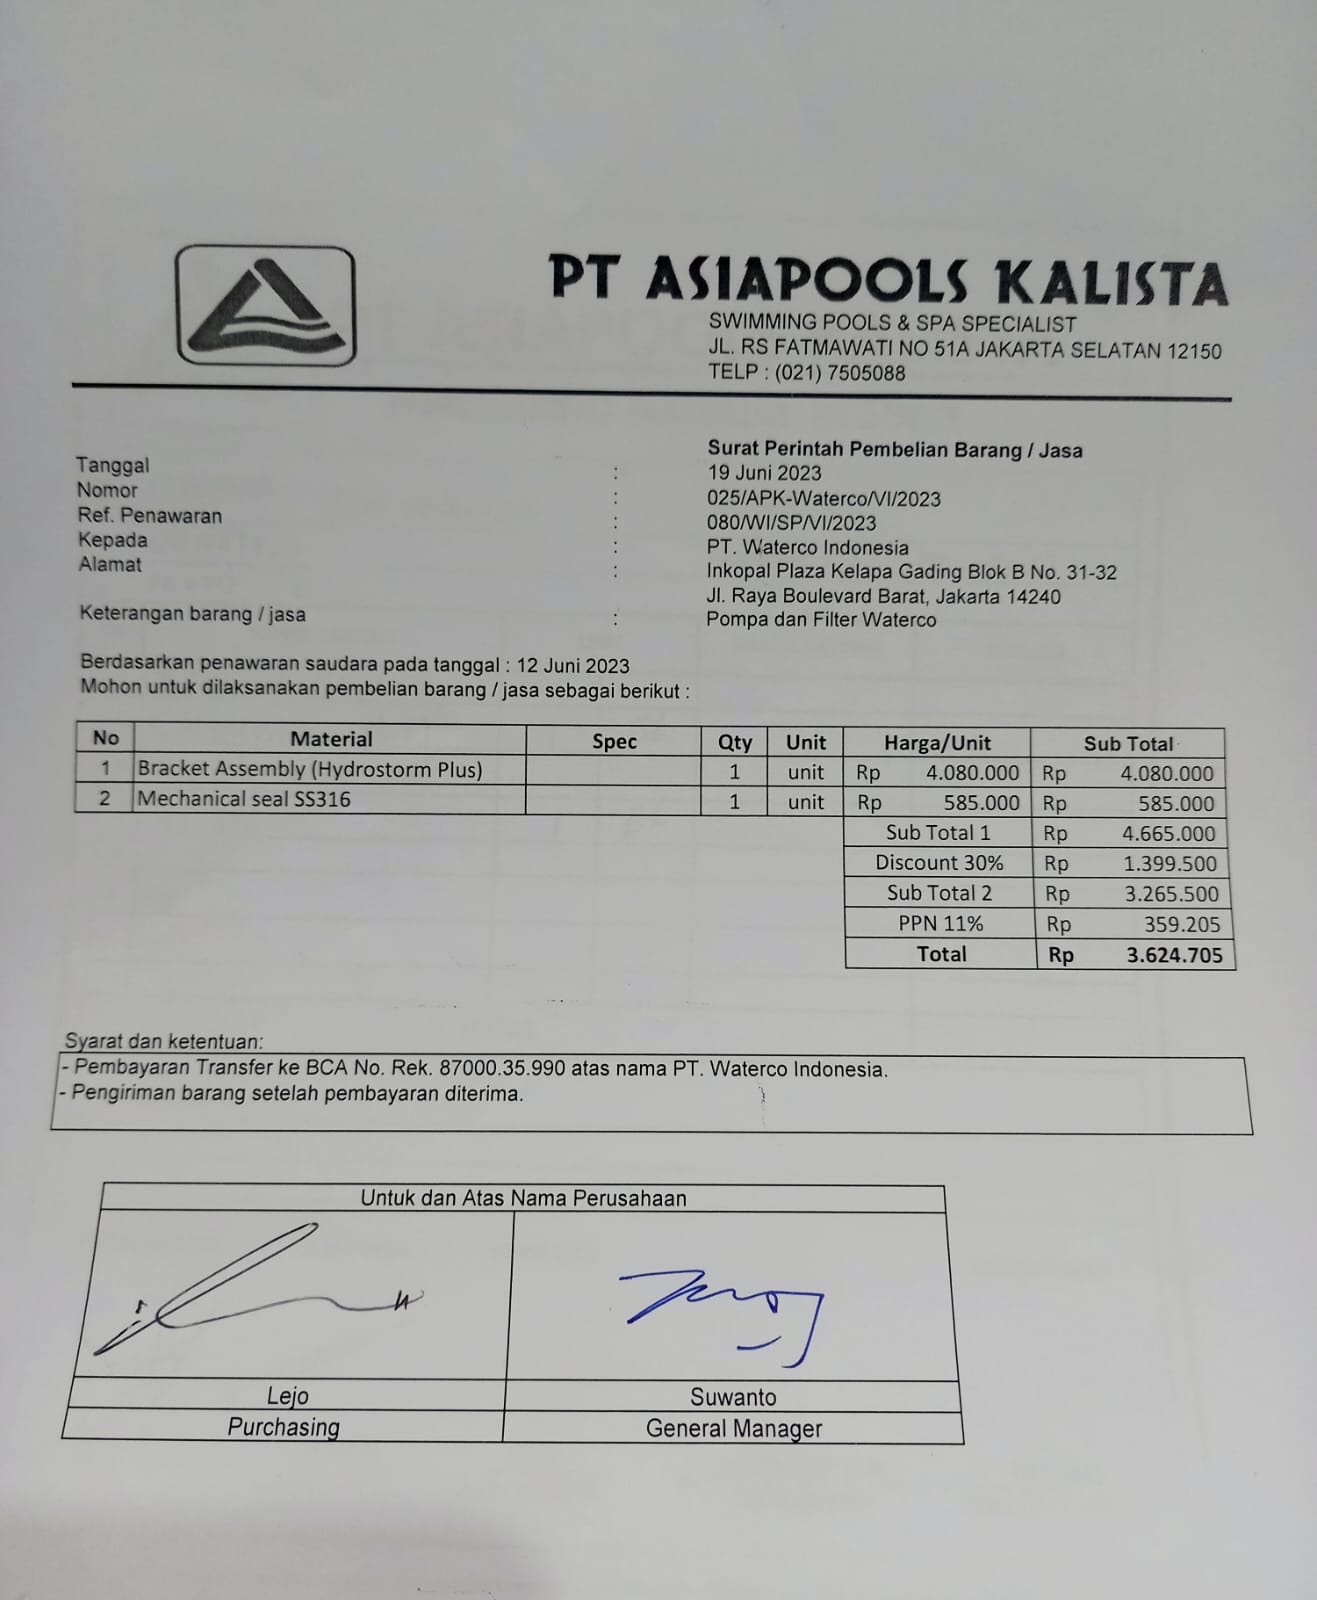 PT ASIAPOOLS KALISTA
SWIMMING POOLS & SPA SPECIALIST
JL. RS FATMAWATI NO 51A JAKARTA SELATAN 12150
TELP : (021) 7505088
Surat Perintah Pembelian Barang / Jasa
Tanggal : 19 Juni 2023
Nomor : 025/APK-Waterco/VI/2023
Ref. Penawaran : 080/WI/SP/VI/2023
Kepada : PT. Waterco Indonesia
Alamat : Inkopal Plaza Kelapa Gading Blok B No. 31-32
Jl. Raya Boulevard Barat, Jakarta 14240
Keterangan barang / jasa : Pompa dan Filter Waterco
Berdasarkan penawaran saudara pada tanggal : 12 Juni 2023
Mohon untuk dilaksanakan pembelian barang / jasa sebagai berikut :
No Material Spec Qty Unit Harga/Unit Sub Total
1 Bracket Assembly (Hydrostorm Plus) 1 unit Rp 4.080.000 Rp 4.080.000
2 Mechanical seal SS316 1 unit Rp 585.000 Rp 585.000
Sub Total 1 Rp 4.665.000
Discount 30% Rp 1.399.500
Sub Total 2 Rp 3.265.500
PPN 11% Rp 359.205
Total Rp 3.624.705
Syarat dan ketentuan:
- Pembayaran Transfer ke BCA No. Rek. 87000.35.990 atas nama PT. Waterco Indonesia.
- Pengiriman barang setelah pembayaran diterima.
Untuk dan Atas Nama Perusahaan
Lejo Suwanto
Purchasing General Manager